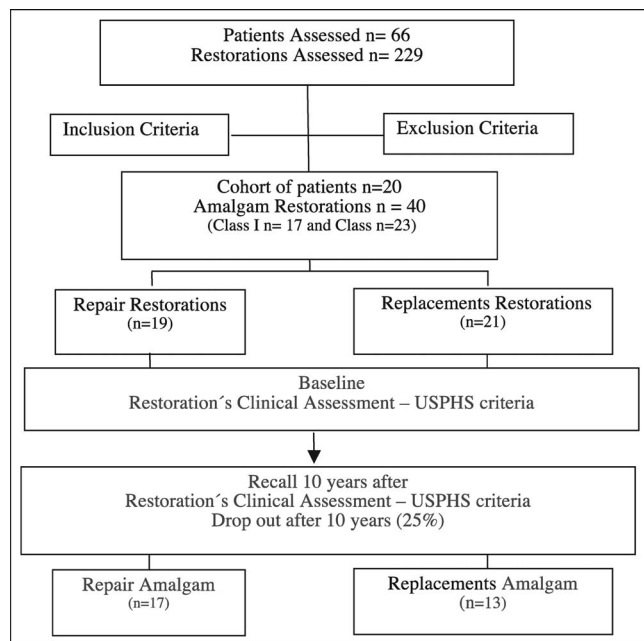 Patients Assessed n= 66
Restorations Assessed n= 229
Inclusion Criteria
Exclusion Criteria
Cohort of patients n=20
Amalgam Restorations n = 40
(Class I n= 17 and Class n=23)
Repair Restorations
(n=19)
Replacements Restorations
(n=21)
Baseline
Restoration´s Clinical Assessment – USPHS criteria
Recall 10 years after
Restoration´s Clinical Assessment – USPHS criteria
Drop out after 10 years (25%)
Repair Amalgam
(n=17)
Replacements Amalgam
(n=13)